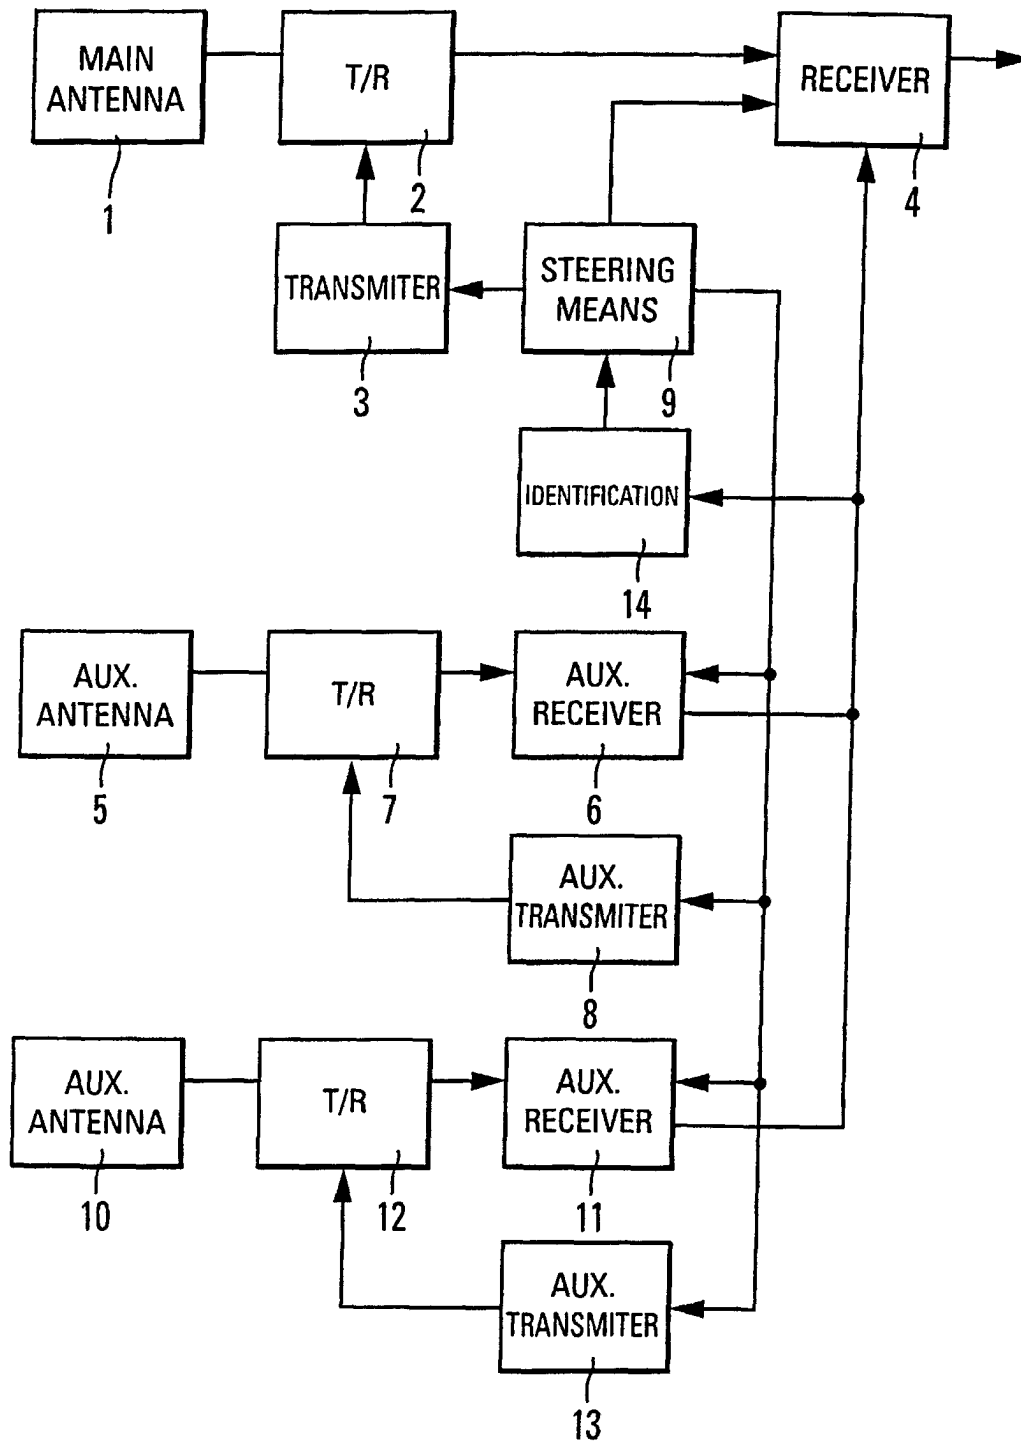 MAIN
ANTENNA
1
T/R
2
RECEIVER
4
TRANSMITER
3
STEERING
MEANS
9
IDENTIFICATION
14
AUX.
ANTENNA
5
T/R
7
AUX.
RECEIVER
6
AUX.
TRANSMITER
8
AUX.
ANTENNA
10
T/R
12
AUX.
RECEIVER
11
AUX.
TRANSMITER
13